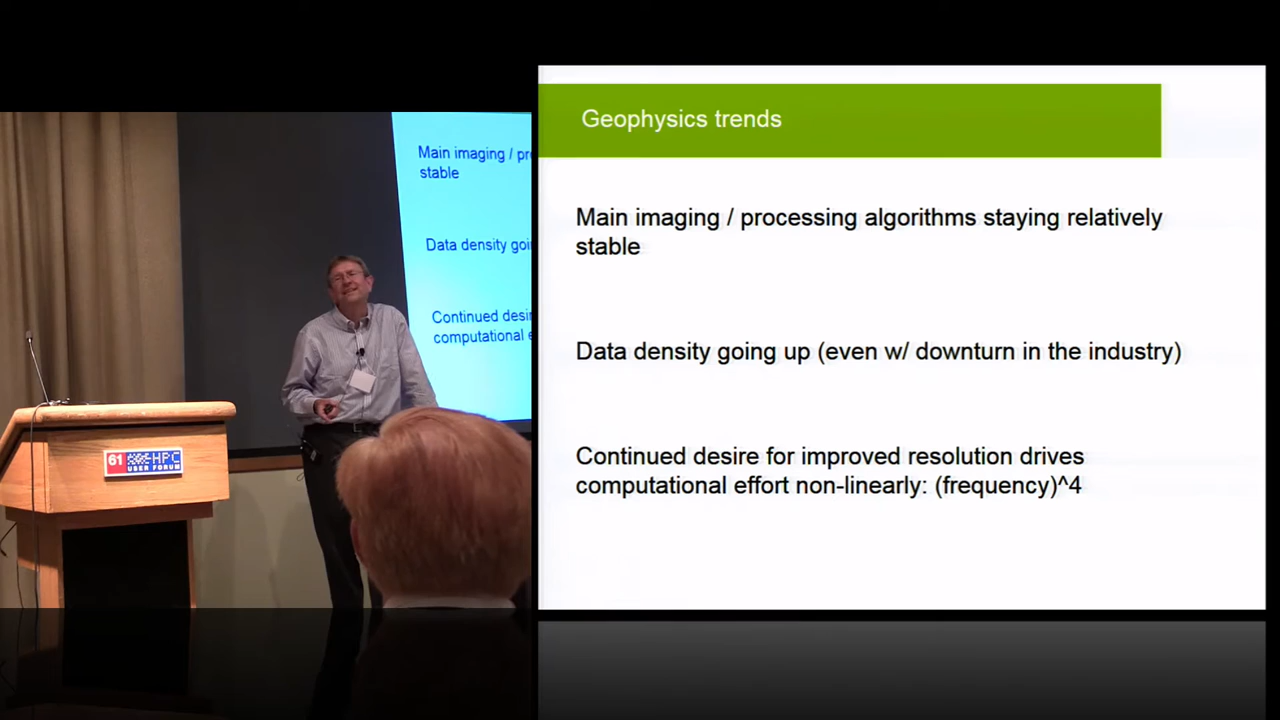 Main imaging / pr
stable
Data density goi
Continued desi
computational e
61 HPC
USER FORUM
Geophysics trends
Main imaging / processing algorithms staying relatively
stable
Data density going up (even w/ downturn in the industry)
Continued desire for improved resolution drives
computational effort non-linearly: (frequency)^4